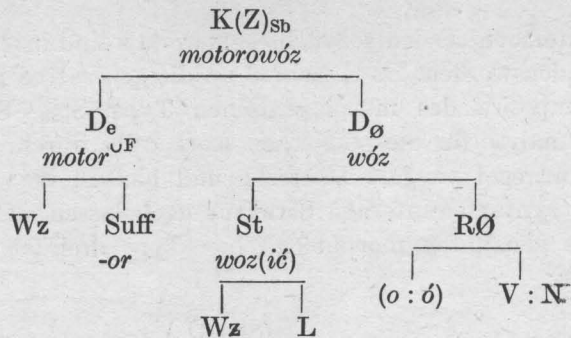 K(Z)Sb
motorowóz
De DØ
motor∪F wóz
Wz Suff St RØ
-or woz(ić)
(o : ó) V : N
Wz L